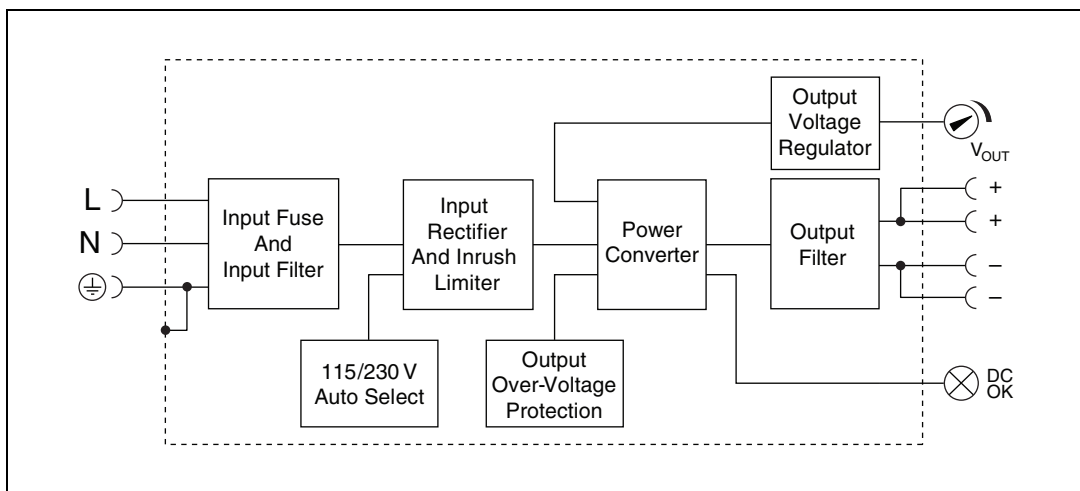 L
N
Input Fuse
And
Input Filter
115/230 V
Auto Select
Input
Rectifier
And Inrush
Limiter
Output
Over-Voltage
Protection
Power
Converter
Output
Voltage
Regulator
Output
Filter
VOUT
+
+
–
–
DC
OK